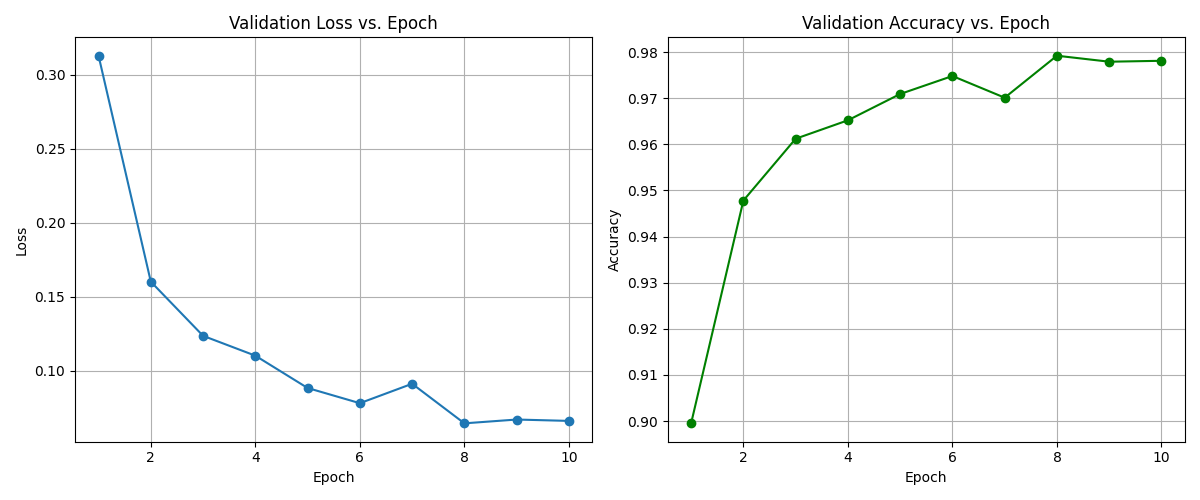 Validation Loss vs. Epoch
0.30
0.25
0.20
0.15
0.10
Loss
2 4 6 8 10
Epoch
Validation Accuracy vs. Epoch
0.98
0.97
0.96
0.95
0.94
0.93
0.92
0.91
0.90
Accuracy
2 4 6 8 10
Epoch